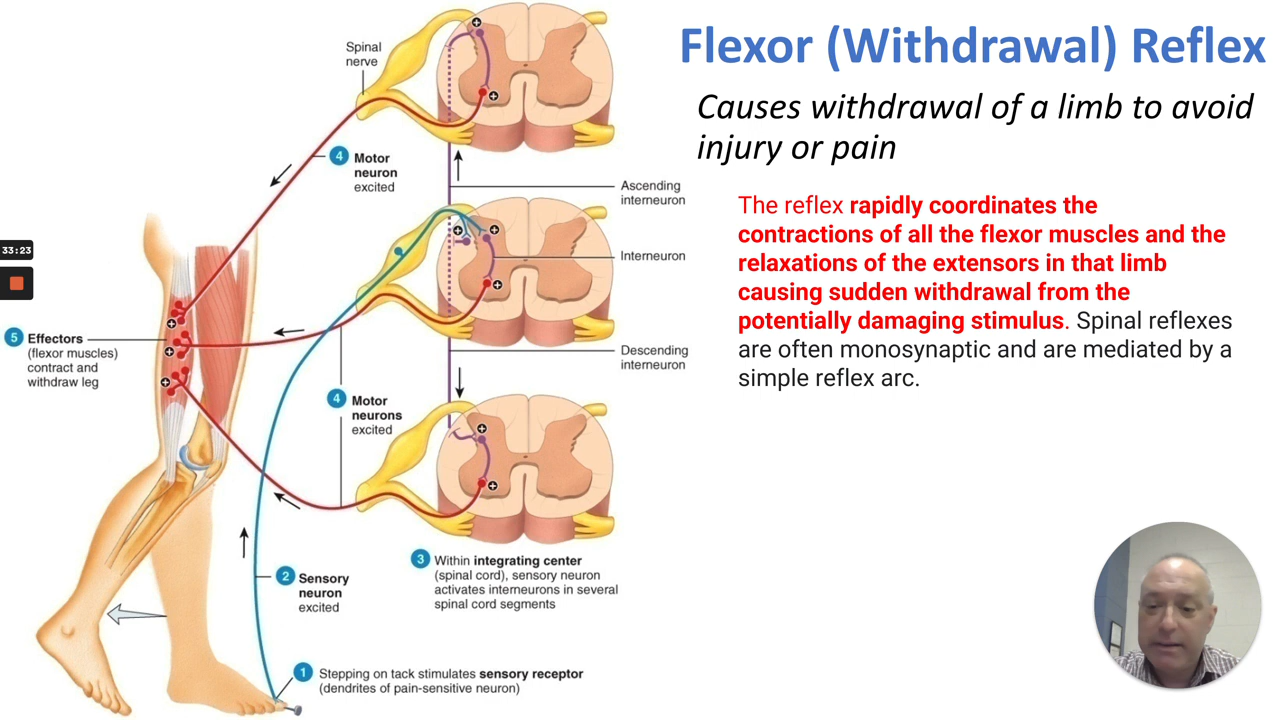 Flexor (Withdrawal) Reflex
Causes withdrawal of a limb to avoid
injury or pain
The reflex rapidly coordinates the
contractions of all the flexor muscles and the
relaxations of the extensors in that limb
causing sudden withdrawal from the
potentially damaging stimulus. Spinal reflexes
are often monosynaptic and are mediated by a
simple reflex arc.
Spinal
nerve
4 Motor
neuron
excited
Ascending
interneuron
Interneuron
33:23
5 Effectors
(flexor muscles)
contract and
withdraw leg
Descending
interneuron
4 Motor
neurons
excited
3 Within integrating center
(spinal cord), sensory neuron
activates interneurons in several
spinal cord segments
2 Sensory
neuron
excited
1 Stepping on tack stimulates sensory receptor
(dendrites of pain-sensitive neuron)